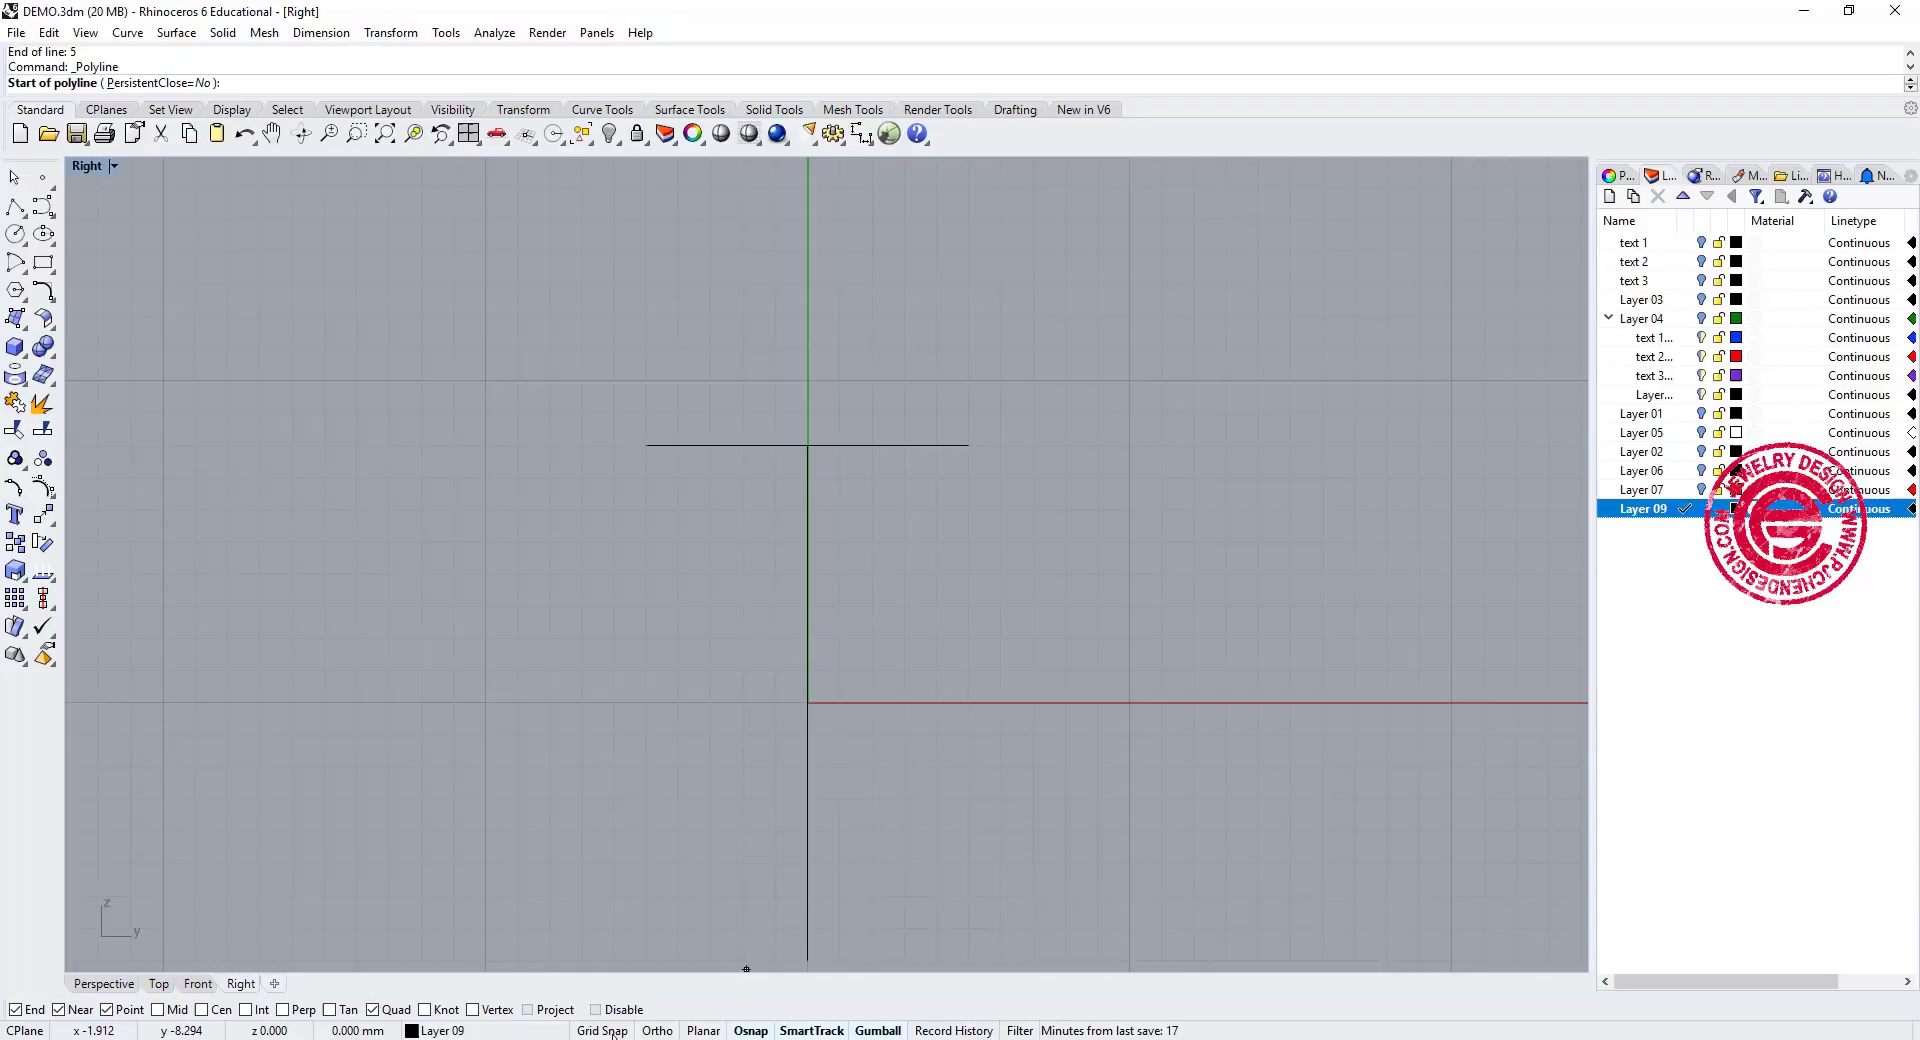 DEMO.3dm (20 MB) - Rhinoceros 6 Educational - [Right]
File Edit View Curve Surface Solid Mesh Dimension Transform Tools Analyze Render Panels Help
End of line: 5
Command: _Polyline
Start of polyline ( PersistentClose=No ):
Standard CPlanes Set View Display Select Viewport Layout Visibility Transform Curve Tools Surface Tools Solid Tools Mesh Tools Render Tools Drafting New in V6
Right
P... L... R... M... Li... H... N...
Name Material Linetype
text 1 Continuous
text 2 Continuous
text 3 Continuous
Layer 03 Continuous
Layer 04 Continuous
text 1... Continuous
text 2... Continuous
text 3... Continuous
Layer... Continuous
Layer 01 Continuous
Layer 05 Continuous
Layer 02 Continuous
Layer 06 Continuous
Layer 07 Continuous
Layer 09 Continuous
JEWELRY DESIGN WWW.PJCHENDESIGN.COM
z
y
Perspective Top Front Right
End Near Point Mid Cen Int Perp Tan Quad Knot Vertex Project Disable
CPlane x -1.912 y -8.294 z 0.000 0.000 mm Layer 09 Grid Snap Ortho Planar Osnap SmartTrack Gumball Record History Filter Minutes from last save: 17